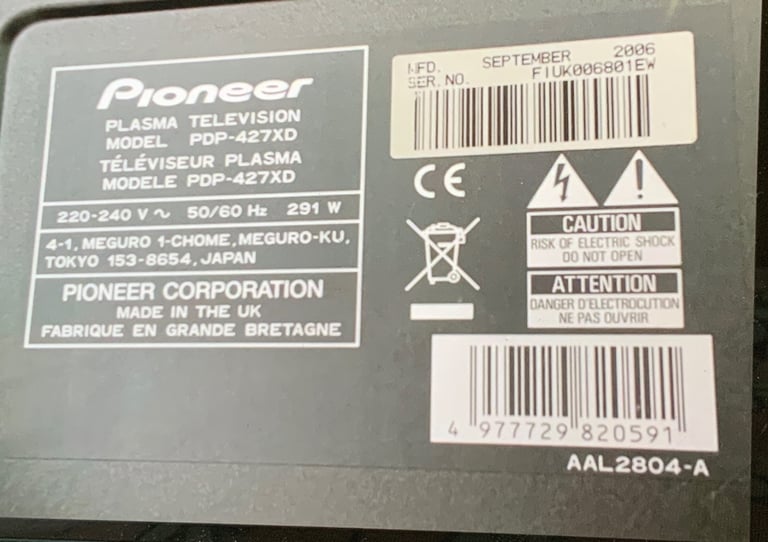 Pioneer
PLASMA TELEVISION
MODEL PDP-427XD
TÉLÉVISEUR PLASMA
MODELE PDP-427XD
220-240 V ~ 50/60 Hz 291 W
4-1, MEGURO 1-CHOME, MEGURO-KU,
TOKYO 153-8654, JAPAN
PIONEER CORPORATION
MADE IN THE UK
FABRIQUE EN GRANDE BRETAGNE
MFD. SEPTEMBER 2006
SER. NO. FIUK006801EW
CE
CAUTION
RISK OF ELECTRIC SHOCK
DO NOT OPEN
ATTENTION
DANGER D'ELECTROCUTION
NE PAS OUVRIR
4 977729 820591
AAL2804-A